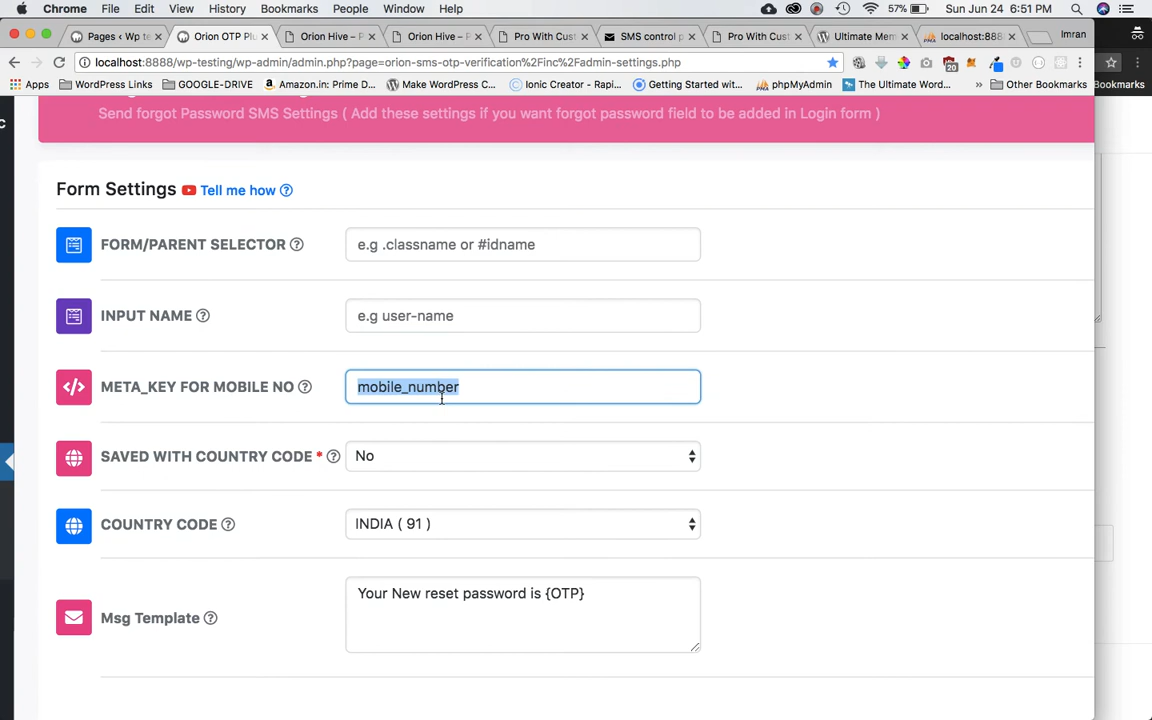 Chrome File Edit View History Bookmarks People Window Help 57% Sun Jun 24 6:51 PM
Pages ‹ Wp te Orion OTP Plu Orion Hive – P Orion Hive – P Pro With Cust SMS control p Pro With Cust Ultimate Mem localhost:888 Imran
localhost:8888/wp-testing/wp-admin/admin.php?page=orion-sms-otp-verification%2Finc%2Fadmin-settings.php 20
Apps WordPress Links GOOGLE-DRIVE Amazon.in: Prime D... Make WordPress C... Ionic Creator - Rapi... Getting Started wit... phpMyAdmin The Ultimate Word... » Other Bookmarks Bookmarks
Send forgot Password SMS Settings ( Add these settings if you want forgot password field to be added in Login form )
Form Settings Tell me how ?
FORM/PARENT SELECTOR ? e.g .classname or #idname
INPUT NAME ? e.g user-name
</> META_KEY FOR MOBILE NO ? mobile_number
SAVED WITH COUNTRY CODE * ? No
COUNTRY CODE ? INDIA ( 91 )
Your New reset password is {OTP}
Msg Template ?